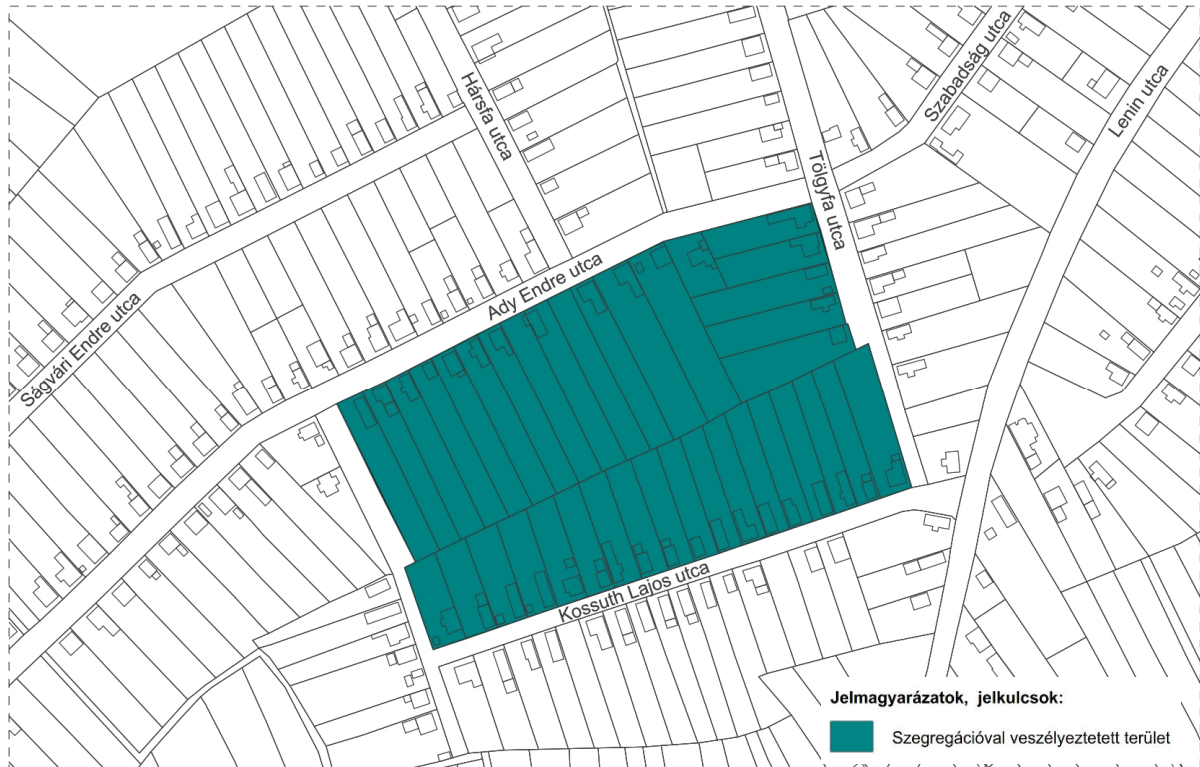 Hársfa utca
Szabadság utca
Lenin utca
Tölgyfa utca
Ady Endre utca
Ságvári Endre utca
Kossuth Lajos utca
Jelmagyarázatok, jelkulcsok:
Szegregációval veszélyeztetett terület